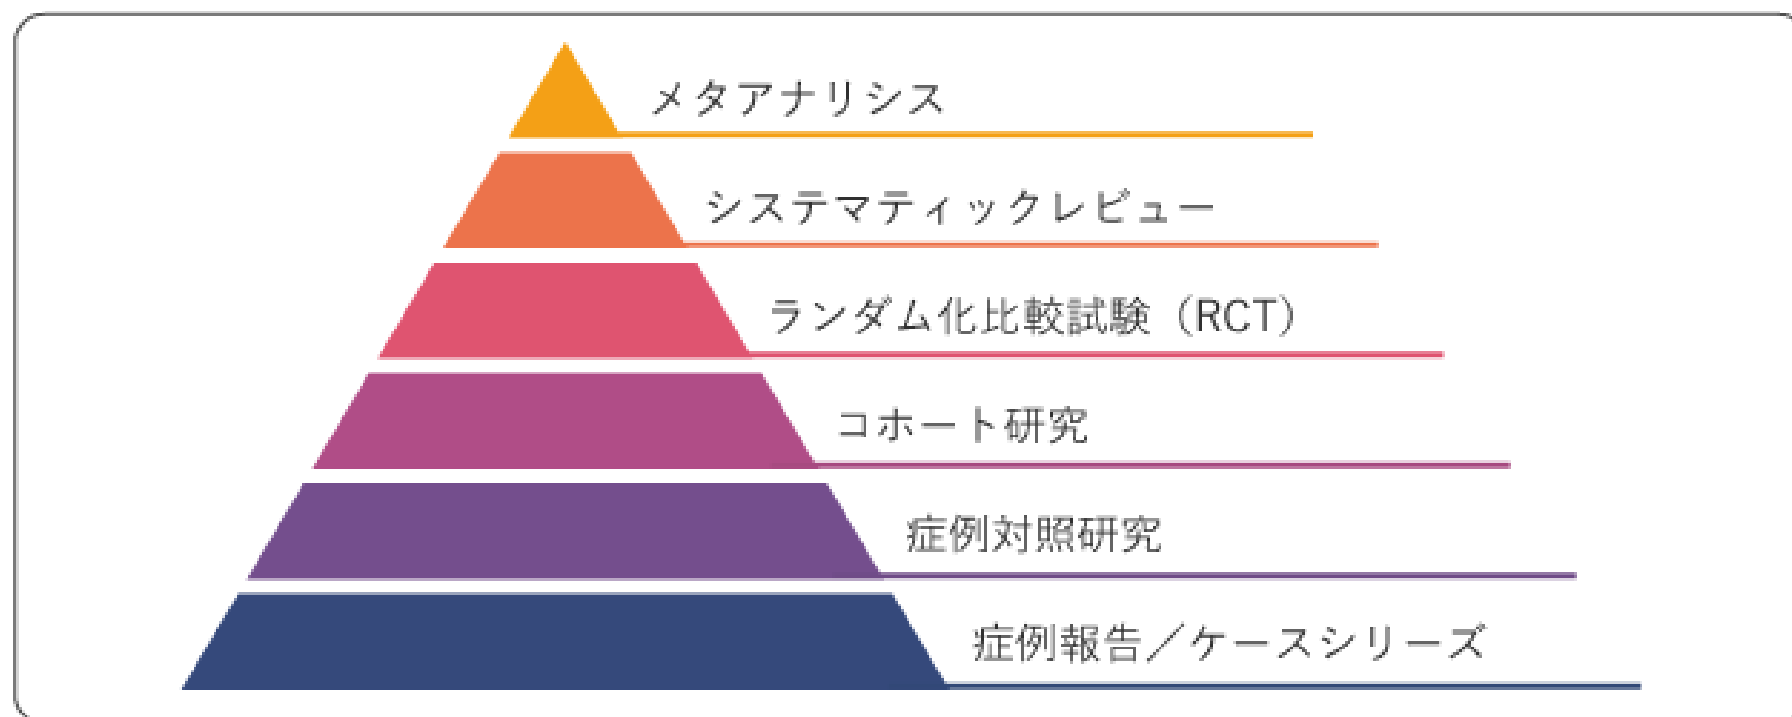 メタアナリシス
システマティックレビュー
ランダム化比較試験（RCT）
コホート研究
症例対照研究
症例報告／ケースシリーズ